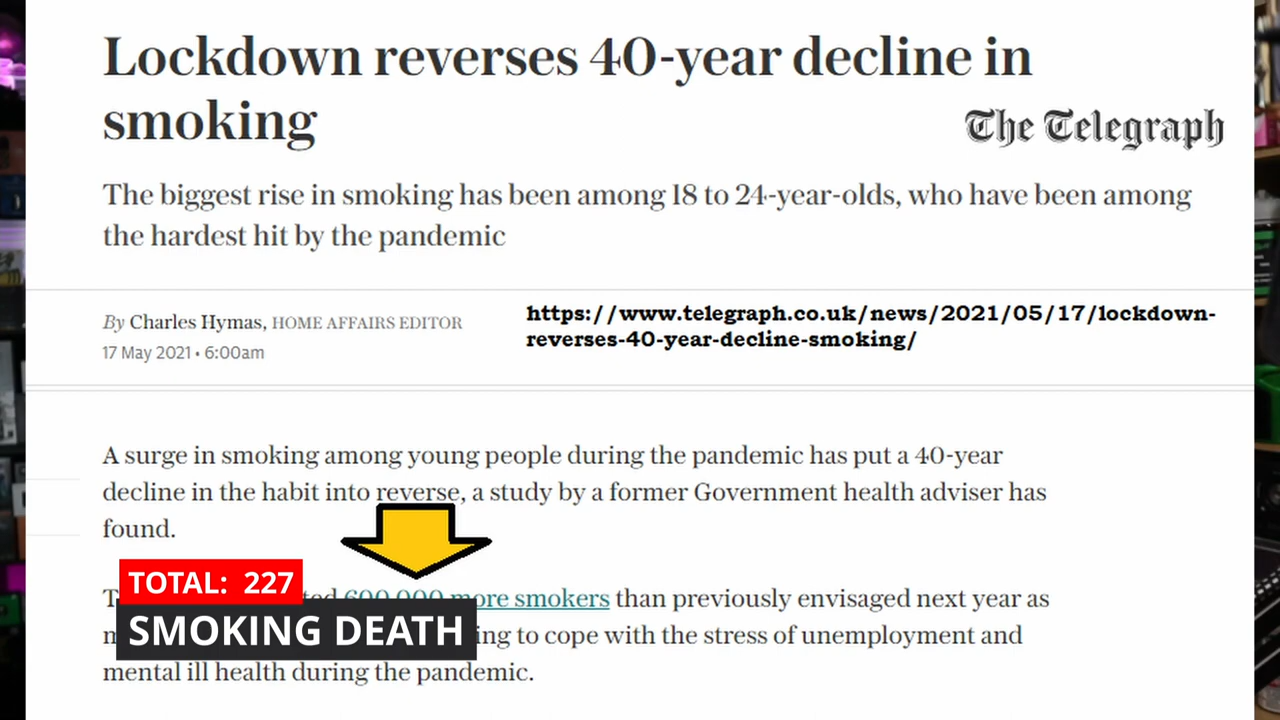 Lockdown reverses 40-year decline in
smoking
The Telegraph
The biggest rise in smoking has been among 18 to 24-year-olds, who have been among
the hardest hit by the pandemic
By Charles Hymas, HOME AFFAIRS EDITOR
17 May 2021 • 6:00am
https://www.telegraph.co.uk/news/2021/05/17/lockdown-
reverses-40-year-decline-smoking/
A surge in smoking among young people during the pandemic has put a 40-year
decline in the habit into reverse, a study by a former Government health adviser has
found.
TOTAL: 227
600,000 more smokers than previously envisaged next year as
SMOKING DEATH
to cope with the stress of unemployment and
mental ill health during the pandemic.